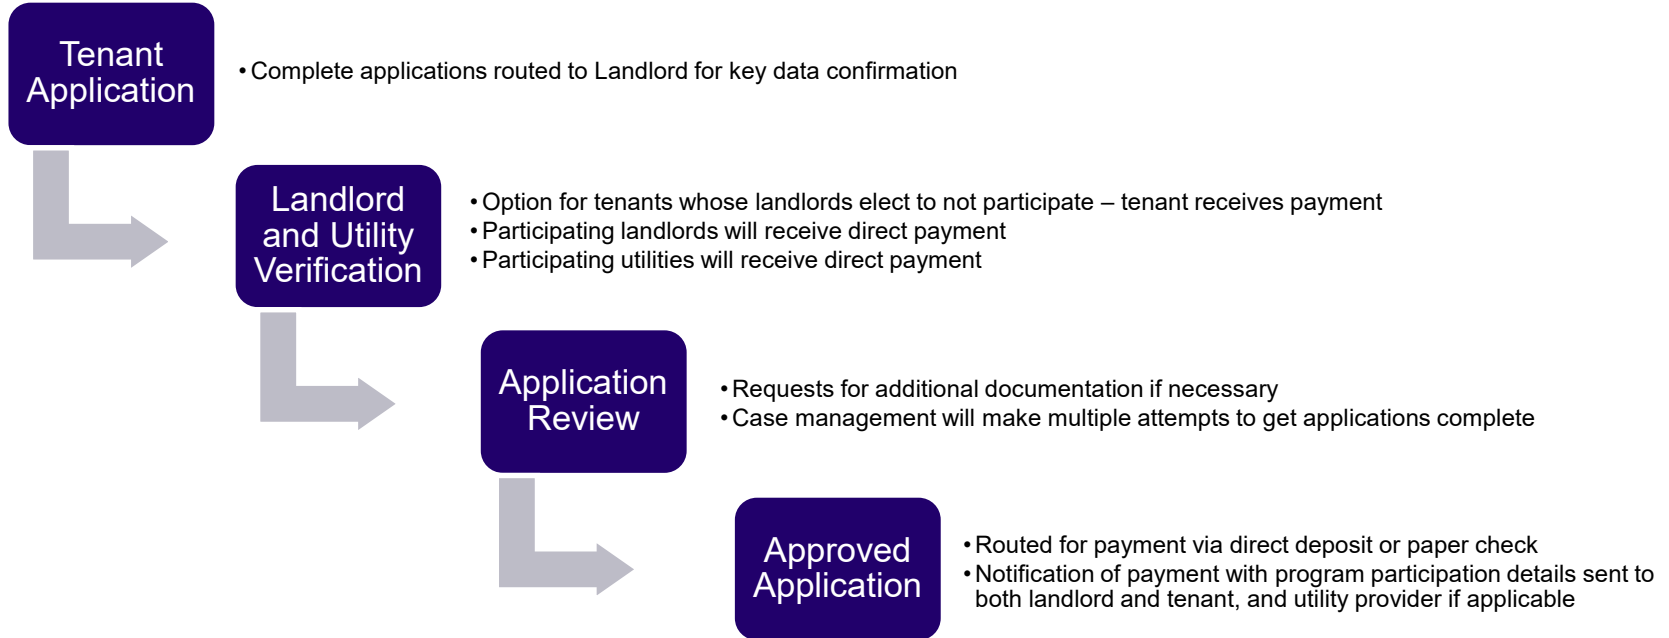 Tenant
Application
• Complete applications routed to Landlord for key data confirmation
Landlord
and Utility
Verification
• Option for tenants whose landlords elect to not participate – tenant receives payment
• Participating landlords will receive direct payment
• Participating utilities will receive direct payment
Application
Review
• Requests for additional documentation if necessary
• Case management will make multiple attempts to get applications complete
Approved
Application
• Routed for payment via direct deposit or paper check
• Notification of payment with program participation details sent to
both landlord and tenant, and utility provider if applicable